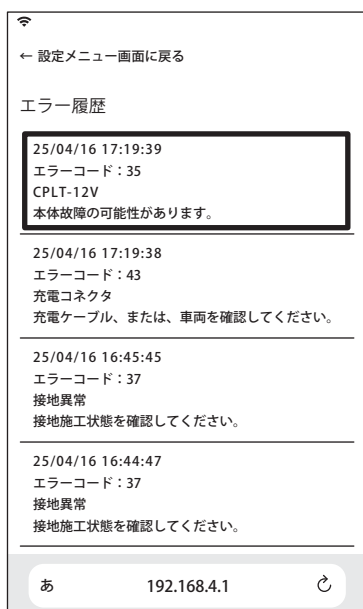 ← 設定メニュー画面に戻る
エラー履歴
25/04/16 17:19:39
エラーコード：35
CPLT-12V
本体故障の可能性があります。
25/04/16 17:19:38
エラーコード：43
充電コネクタ
充電ケーブル、または、車両を確認してください。
25/04/16 16:45:45
エラーコード：37
接地異常
接地施工状態を確認してください。
25/04/16 16:44:47
エラーコード：37
接地異常
接地施工状態を確認してください。
あ 192.168.4.1